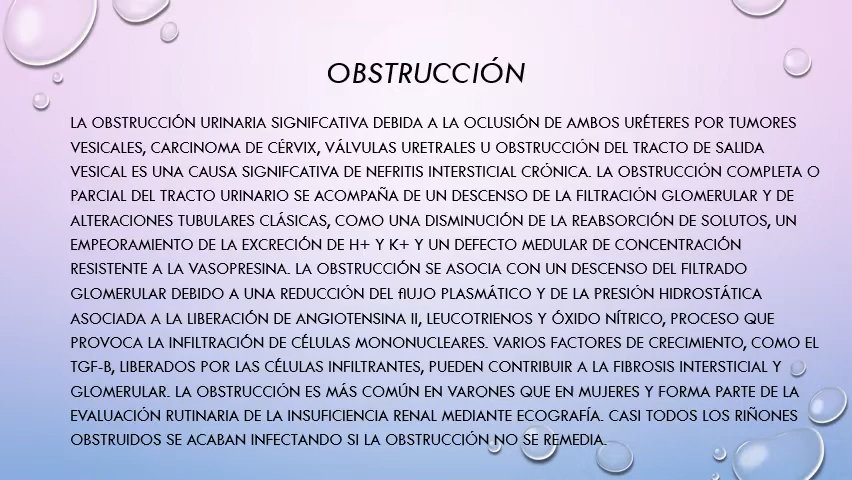 OBSTRUCCIÓN
LA OBSTRUCCIÓN URINARIA SIGNIFCATIVA DEBIDA A LA OCLUSIÓN DE AMBOS URÉTERES POR TUMORES
VESICALES, CARCINOMA DE CÉRVIX, VÁLVULAS URETRALES U OBSTRUCCIÓN DEL TRACTO DE SALIDA
VESICAL ES UNA CAUSA SIGNIFCATIVA DE NEFRITIS INTERSTICIAL CRÓNICA. LA OBSTRUCCIÓN COMPLETA O
PARCIAL DEL TRACTO URINARIO SE ACOMPAÑA DE UN DESCENSO DE LA FILTRACIÓN GLOMERULAR Y DE
ALTERACIONES TUBULARES CLÁSICAS, COMO UNA DISMINUCIÓN DE LA REABSORCIÓN DE SOLUTOS, UN
EMPEORAMIENTO DE LA EXCRECIÓN DE H+ Y K+ Y UN DEFECTO MEDULAR DE CONCENTRACIÓN
RESISTENTE A LA VASOPRESINA. LA OBSTRUCCIÓN SE ASOCIA CON UN DESCENSO DEL FILTRADO
GLOMERULAR DEBIDO A UNA REDUCCIÓN DEL flUJO PLASMÁTICO Y DE LA PRESIÓN HIDROSTÁTICA
ASOCIADA A LA LIBERACIÓN DE ANGIOTENSINA II, LEUCOTRIENOS Y ÓXIDO NÍTRICO, PROCESO QUE
PROVOCA LA INFILTRACIÓN DE CÉLULAS MONONUCLEARES. VARIOS FACTORES DE CRECIMIENTO, COMO EL
TGF-B, LIBERADOS POR LAS CÉLULAS INFILTRANTES, PUEDEN CONTRIBUIR A LA FIBROSIS INTERSTICIAL Y
GLOMERULAR. LA OBSTRUCCIÓN ES MÁS COMÚN EN VARONES QUE EN MUJERES Y FORMA PARTE DE LA
EVALUACIÓN RUTINARIA DE LA INSUFICIENCIA RENAL MEDIANTE ECOGRAFÍA. CASI TODOS LOS RIÑONES
OBSTRUIDOS SE ACABAN INFECTANDO SI LA OBSTRUCCIÓN NO SE REMEDIA.